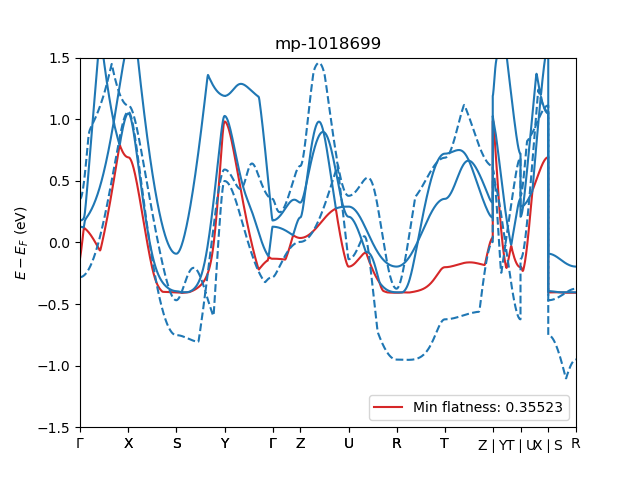 mp-1018699
E − E_F (eV)
1.5
1.0
0.5
0.0
−0.5
−1.0
−1.5
Min flatness: 0.35523
Γ X S Y Γ Z U R T Z | YT | UX | S R